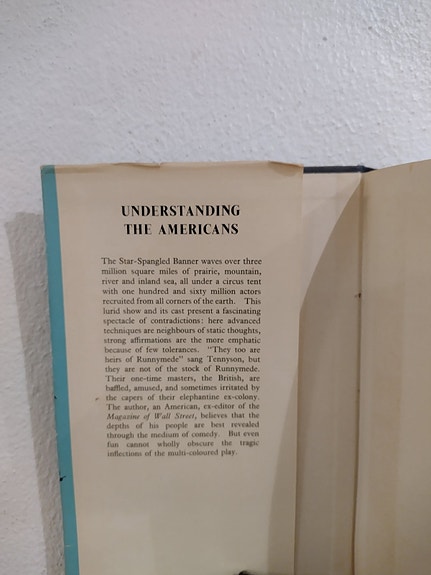 UNDERSTANDING
THE AMERICANS
The Star-Spangled Banner waves over three
million square miles of prairie, mountain,
river and inland sea, all under a circus tent
with one hundred and sixty million actors
recruited from all corners of the earth. This
lurid show and its cast present a fascinating
spectacle of contradictions: here advanced
techniques are neighbours of static thoughts,
strong affirmations are the more emphatic
because of few tolerances. "They too are
heirs of Runnymede" sang Tennyson, but
they are not of the stock of Runnymede.
Their one-time masters, the British, are
baffled, amused, and sometimes irritated by
the capers of their elephantine ex-colony.
The author, an American, ex-editor of the
Magazine of Wall Street, believes that the
depths of his people are best revealed
through the medium of comedy. But even
fun cannot wholly obscure the tragic
inflections of the multi-coloured play.